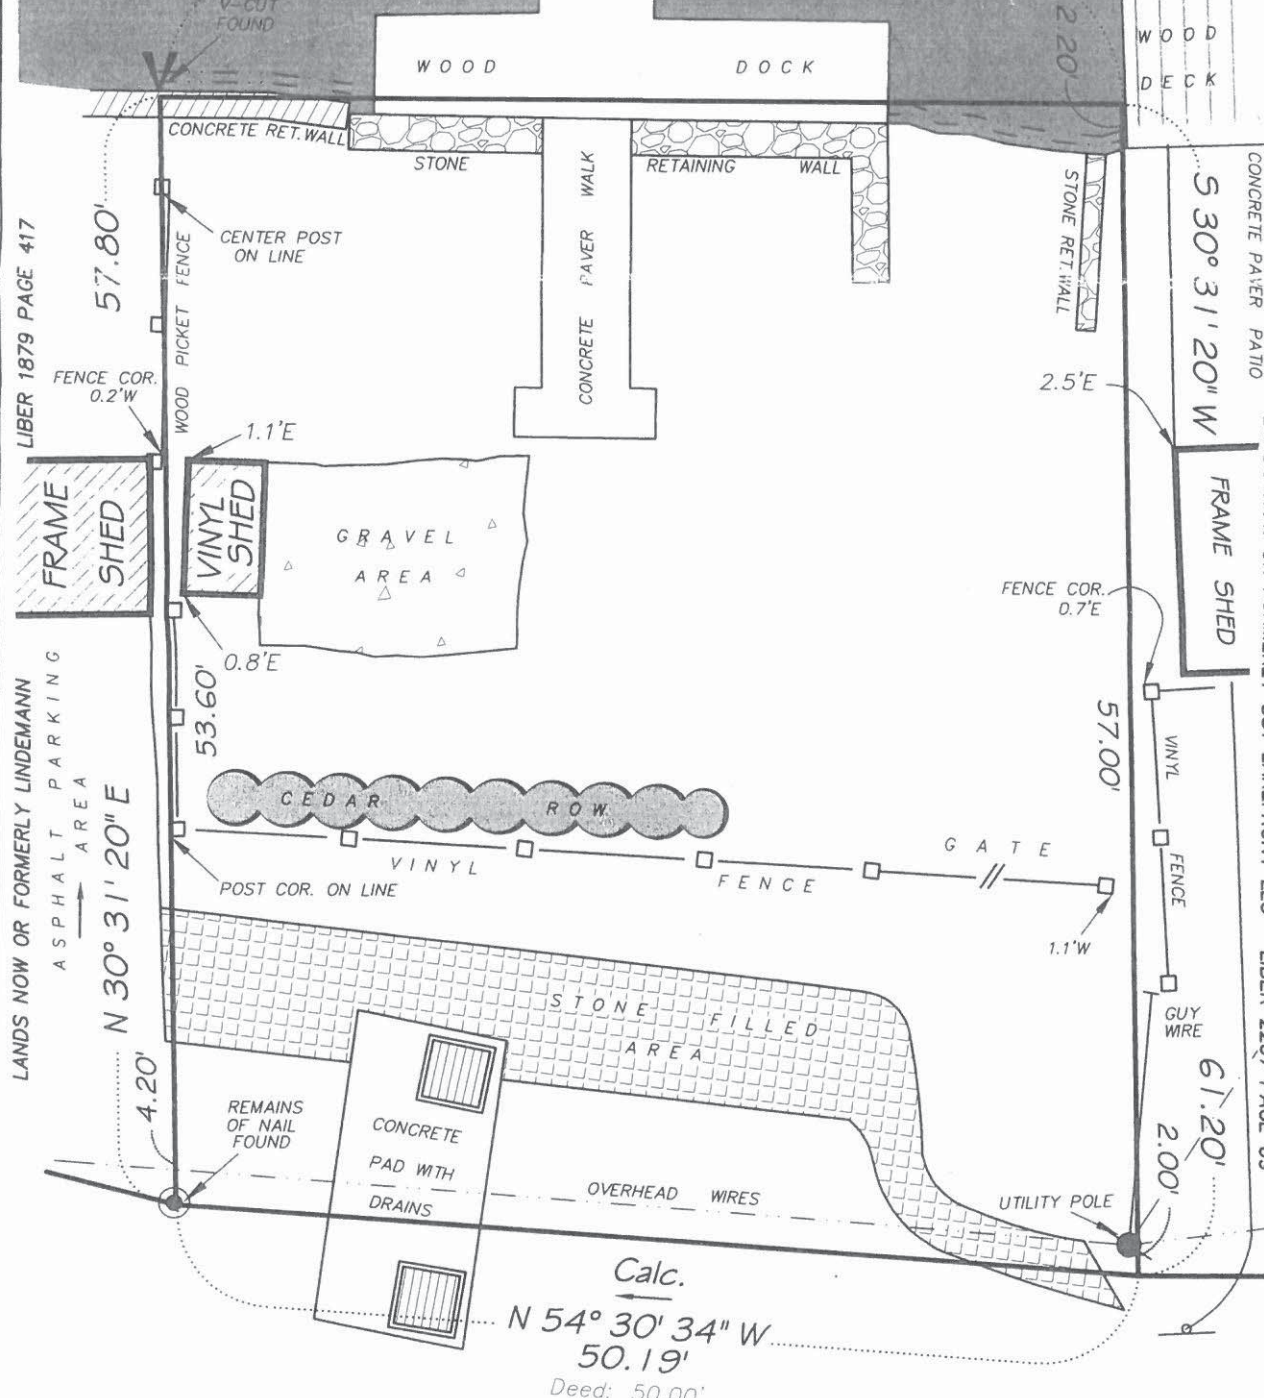 V-CUT
FOUND
WOOD DOCK
2.20'
WOOD
DECK
CONCRETE RET. WALL
STONE RETAINING WALL
CONCRETE PAVER WALK
STONE RET. WALL
CONCRETE PAVER PATIO
S 30° 31' 20" W
57.80'
CENTER POST
ON LINE
WOOD PICKET FENCE
LIBER 1879 PAGE 417
FENCE COR.
0.2'W
1.1'E
2.5'E
FRAME
SHED
VINYL
SHED
GRAVEL
AREA
FRAME SHED
FENCE COR.
0.7'E
0.8'E
53.60'
57.00'
LANDS NOW OR FORMERLY LINDEMANN
ASPHALT PARKING
AREA
N 30° 31' 20" E
CEDAR ROW
VINYL FENCE
GATE
VINYL FENCE
POST COR. ON LINE
1.1'W
STONE FILLED
AREA
GUY
WIRE
61.20'
2.00'
4.20'
REMAINS
OF NAIL
FOUND
CONCRETE
PAD WITH
DRAINS
OVERHEAD WIRES
UTILITY POLE
Calc.
N 54° 30' 34" W
50.19'
Deed: 50.00'